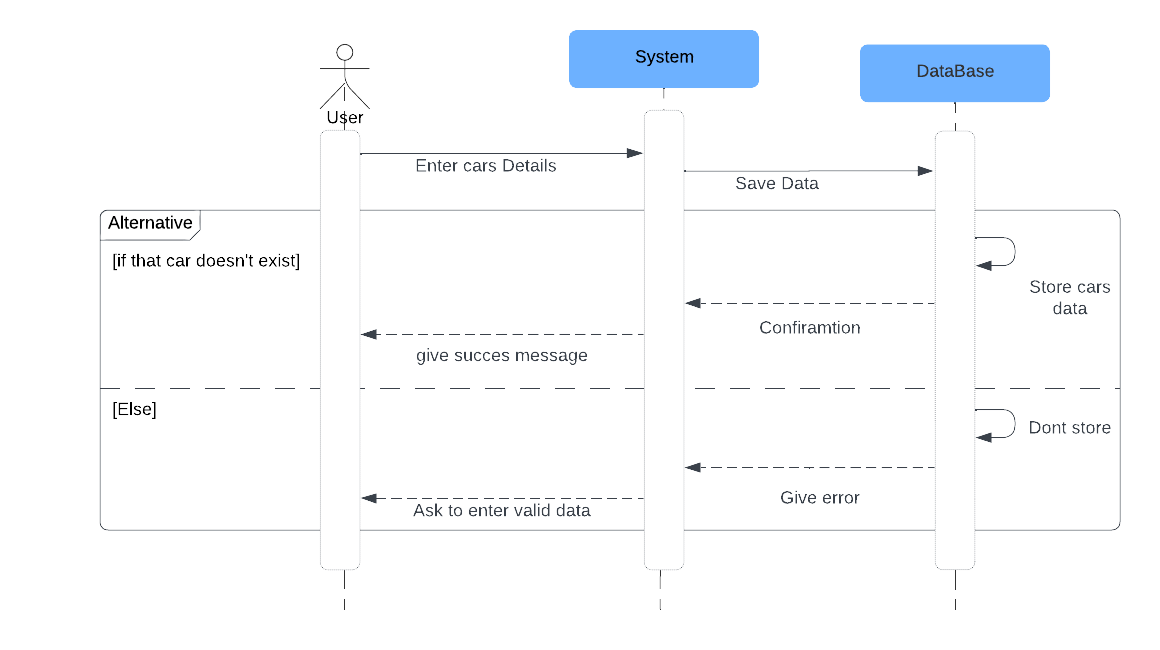 System
DataBase
User
Enter cars Details
Save Data
Alternative
[if that car doesn't exist]
Store cars
data
Confiramtion
give succes message
[Else]
Dont store
Give error
Ask to enter valid data